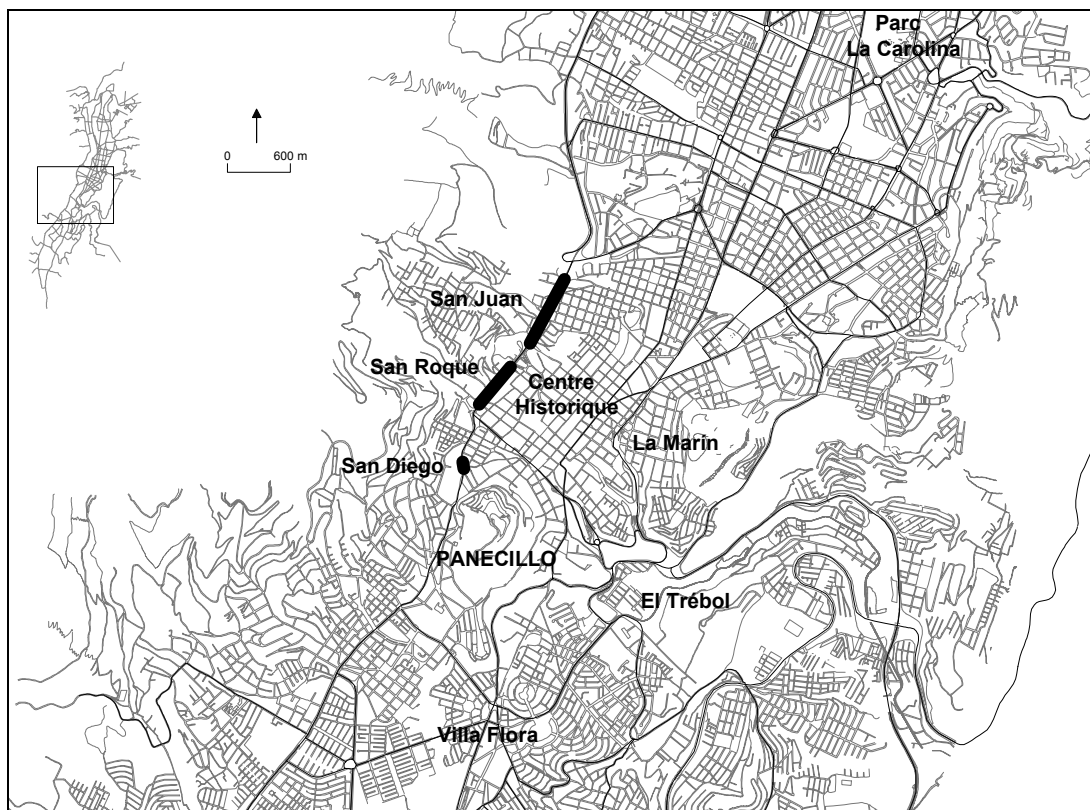 Parc
La Carolina
0 600 m
San Juan
San Roque
Centre
Historique
La Marin
San Diego
PANECILLO
El Trébol
Villa Flora